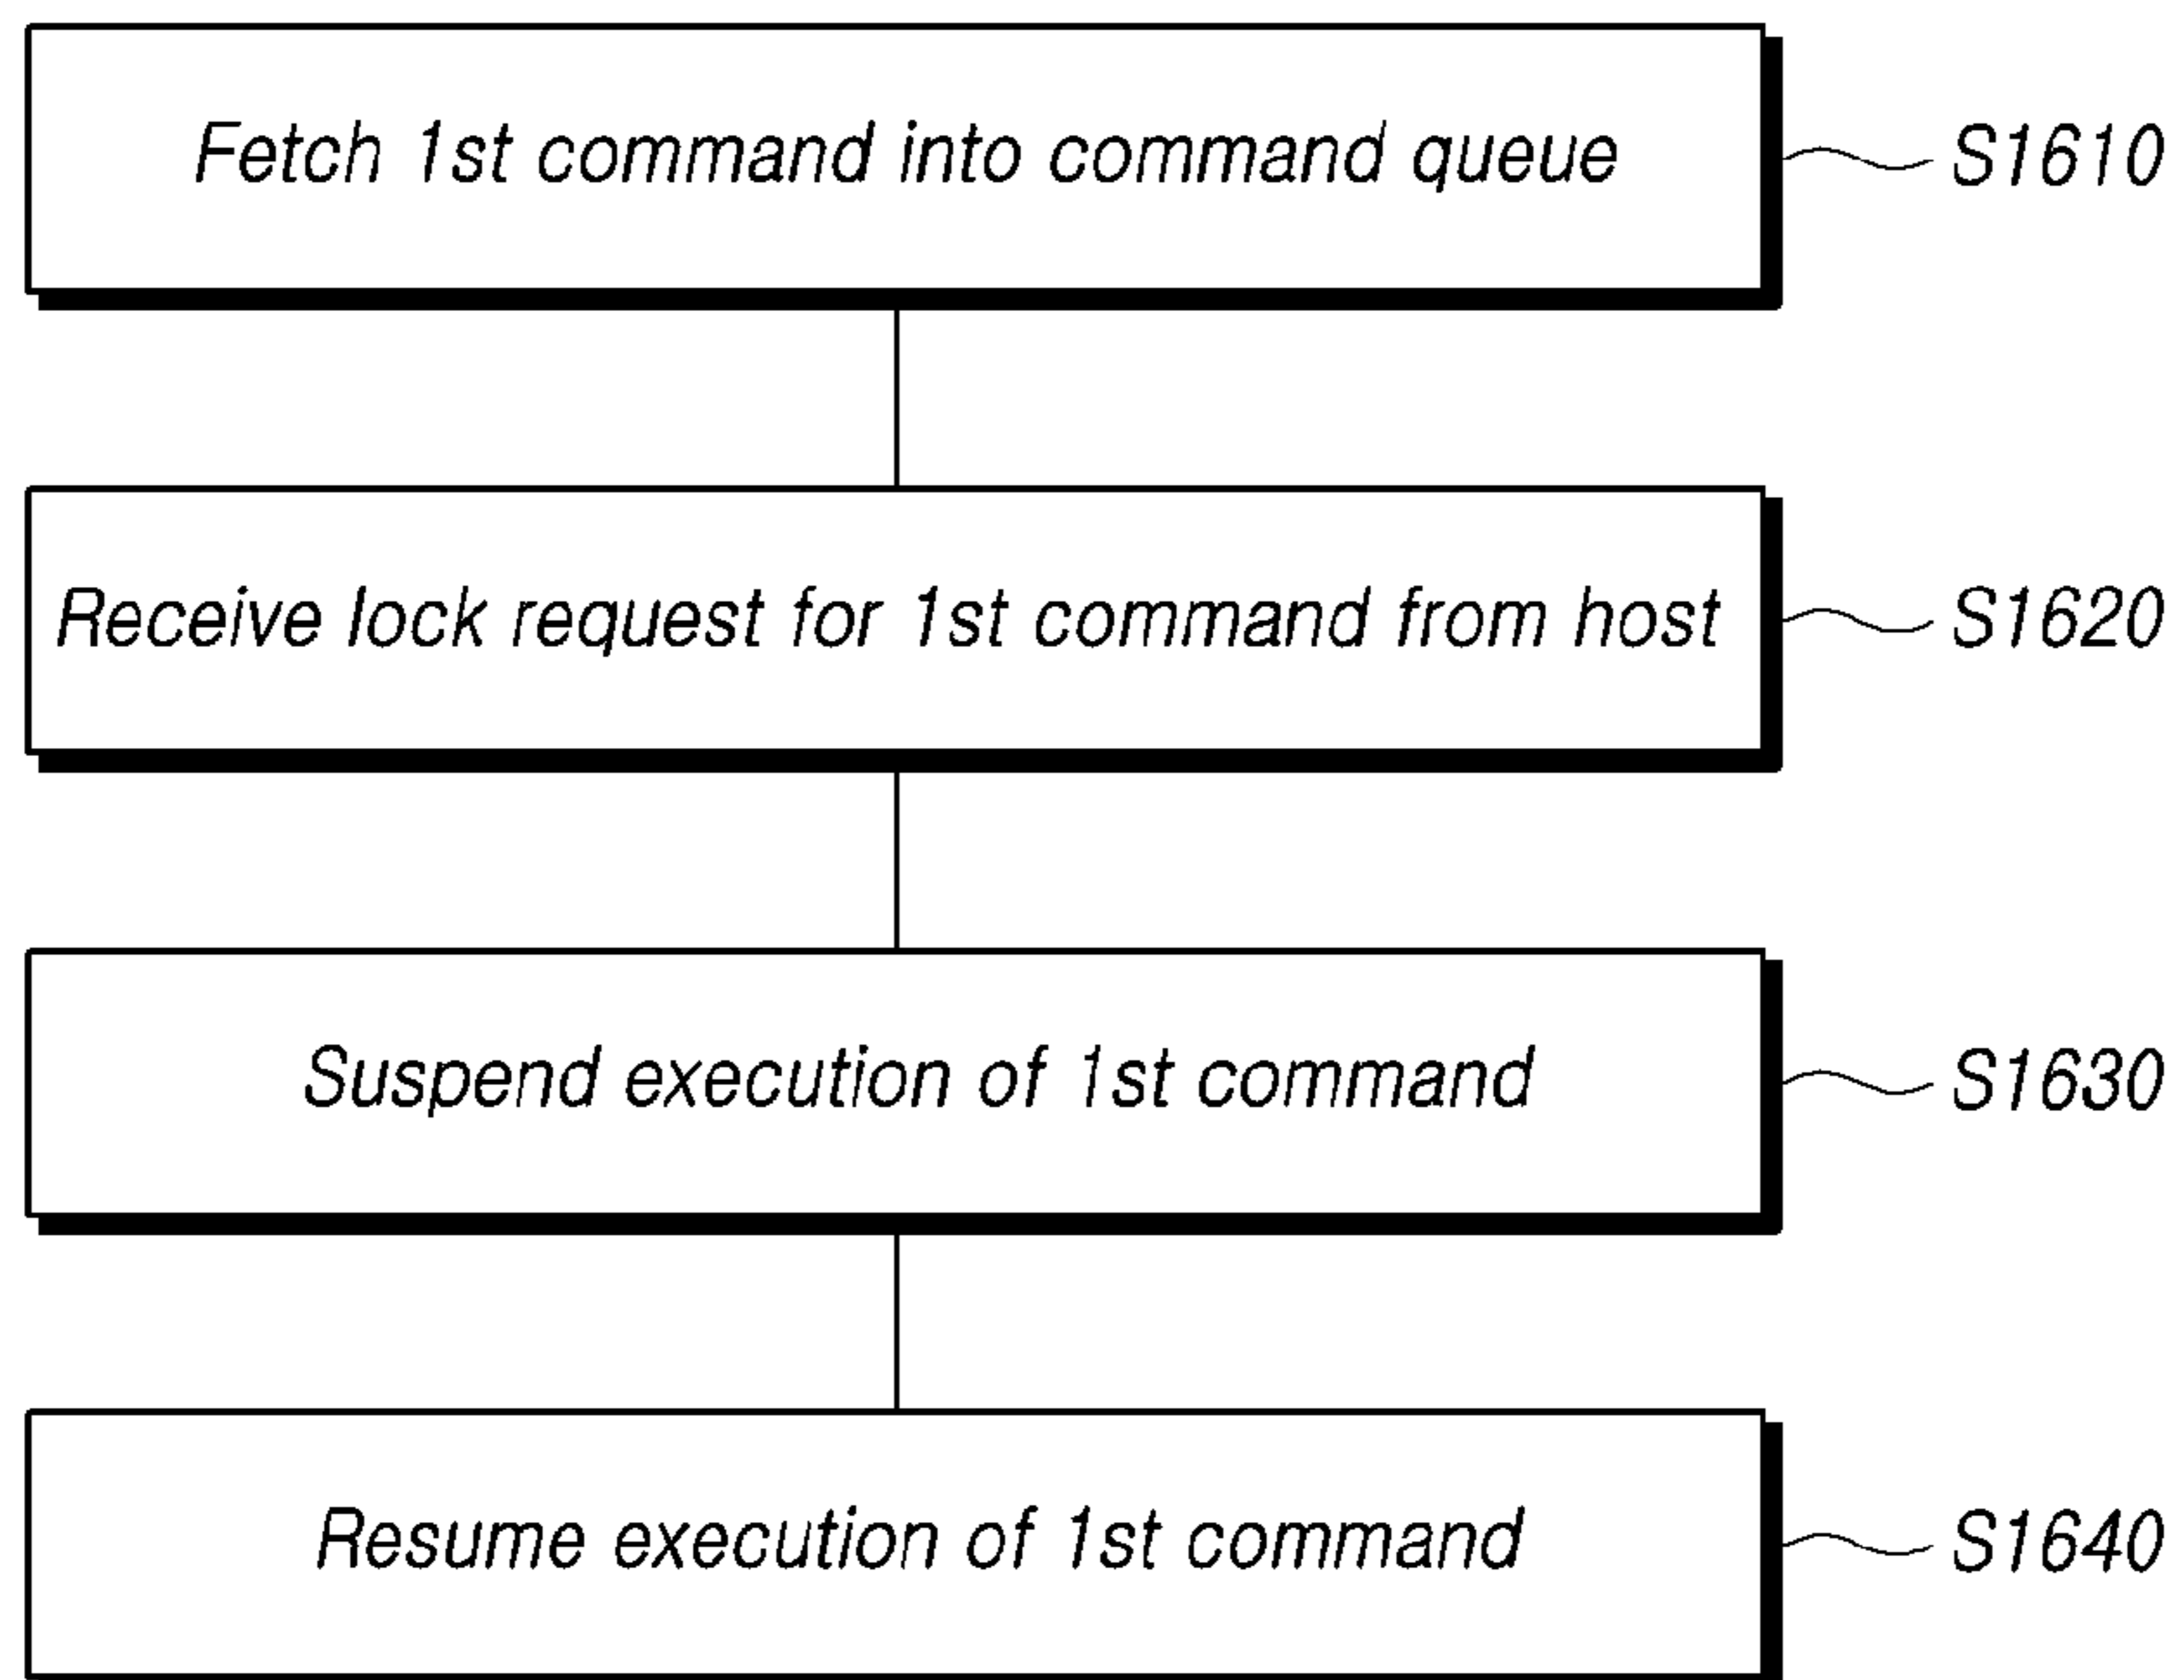 Fetch 1st command into command queue
S1610
Receive lock request for 1st command from host
S1620
Suspend execution of 1st command
S1630
Resume execution of 1st command
S1640